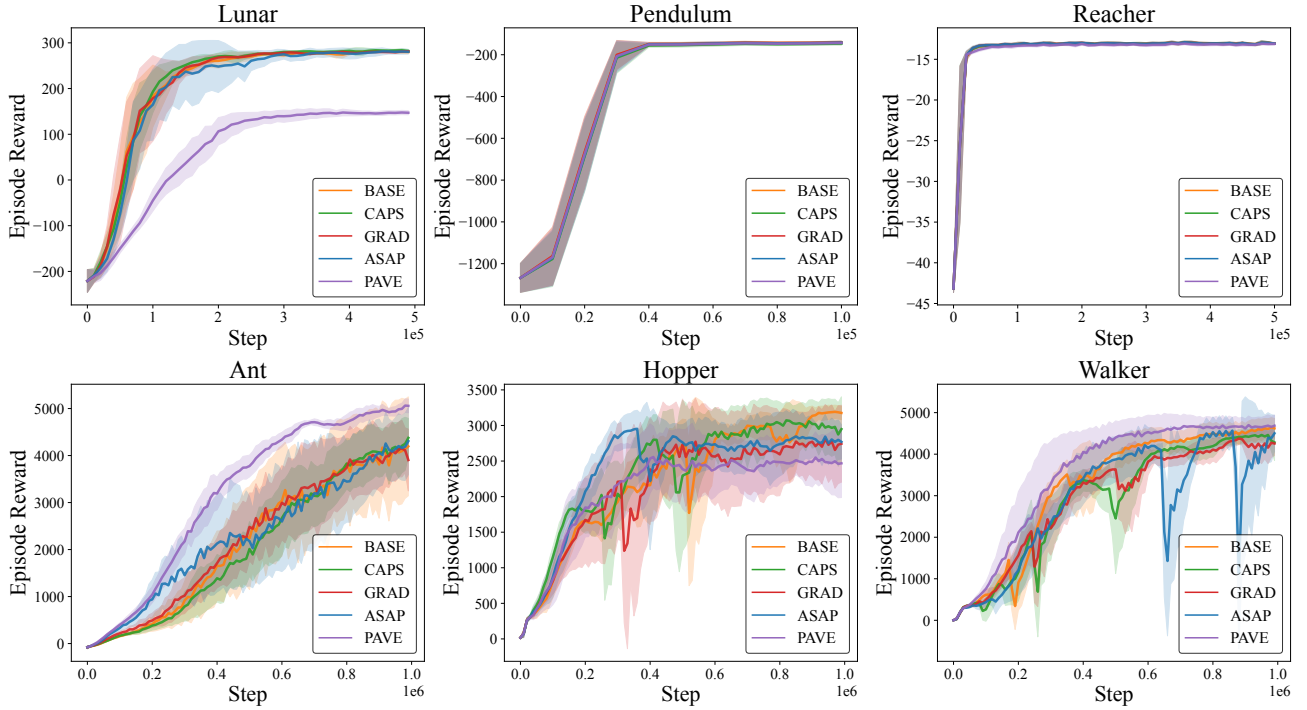 Lunar
Episode Reward
300
200
100
0
−100
−200
BASE
CAPS
GRAD
ASAP
PAVE
0 1 2 3 4 5
1e5
Step
Pendulum
Episode Reward
−200
−400
−600
−800
−1000
−1200
BASE
CAPS
GRAD
ASAP
PAVE
0.0 0.2 0.4 0.6 0.8 1.0
1e5
Step
Reacher
Episode Reward
−15
−20
−25
−30
−35
−40
−45
BASE
CAPS
GRAD
ASAP
PAVE
0 1 2 3 4 5
1e5
Step
Ant
Episode Reward
5000
4000
3000
2000
1000
0
BASE
CAPS
GRAD
ASAP
PAVE
0.0 0.2 0.4 0.6 0.8 1.0
1e6
Step
Hopper
Episode Reward
3500
3000
2500
2000
1500
1000
500
0
BASE
CAPS
GRAD
ASAP
PAVE
0.0 0.2 0.4 0.6 0.8 1.0
1e6
Step
Walker
Episode Reward
5000
4000
3000
2000
1000
0
BASE
CAPS
GRAD
ASAP
PAVE
0.0 0.2 0.4 0.6 0.8 1.0
1e6
Step